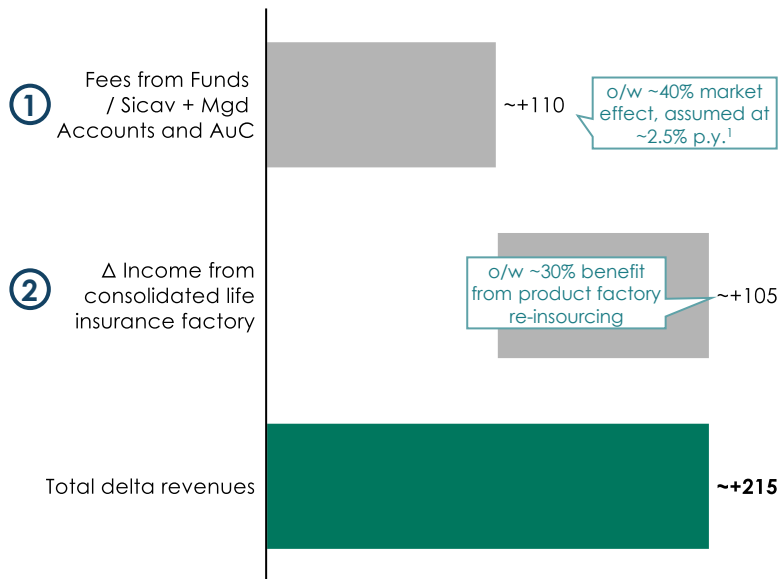 1
Fees from Funds
/ Sicav + Mgd
Accounts and AuC
~+110
o/w ~40% market
effect, assumed at
~2.5% p.y.¹
2
Δ Income from
consolidated life
insurance factory
o/w ~30% benefit
from product factory
re-insourcing
~+105
Total delta revenues
~+215